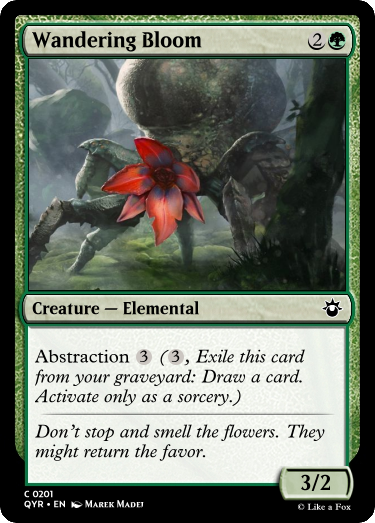 Wandering Bloom 2
Creature — Elemental
Abstraction 3 (3, Exile this card
from your graveyard: Draw a card.
Activate only as a sorcery.)
Don't stop and smell the flowers. They
might return the favor.
3/2
C 0201
QYR • EN Marek Madej
© Like a Fox